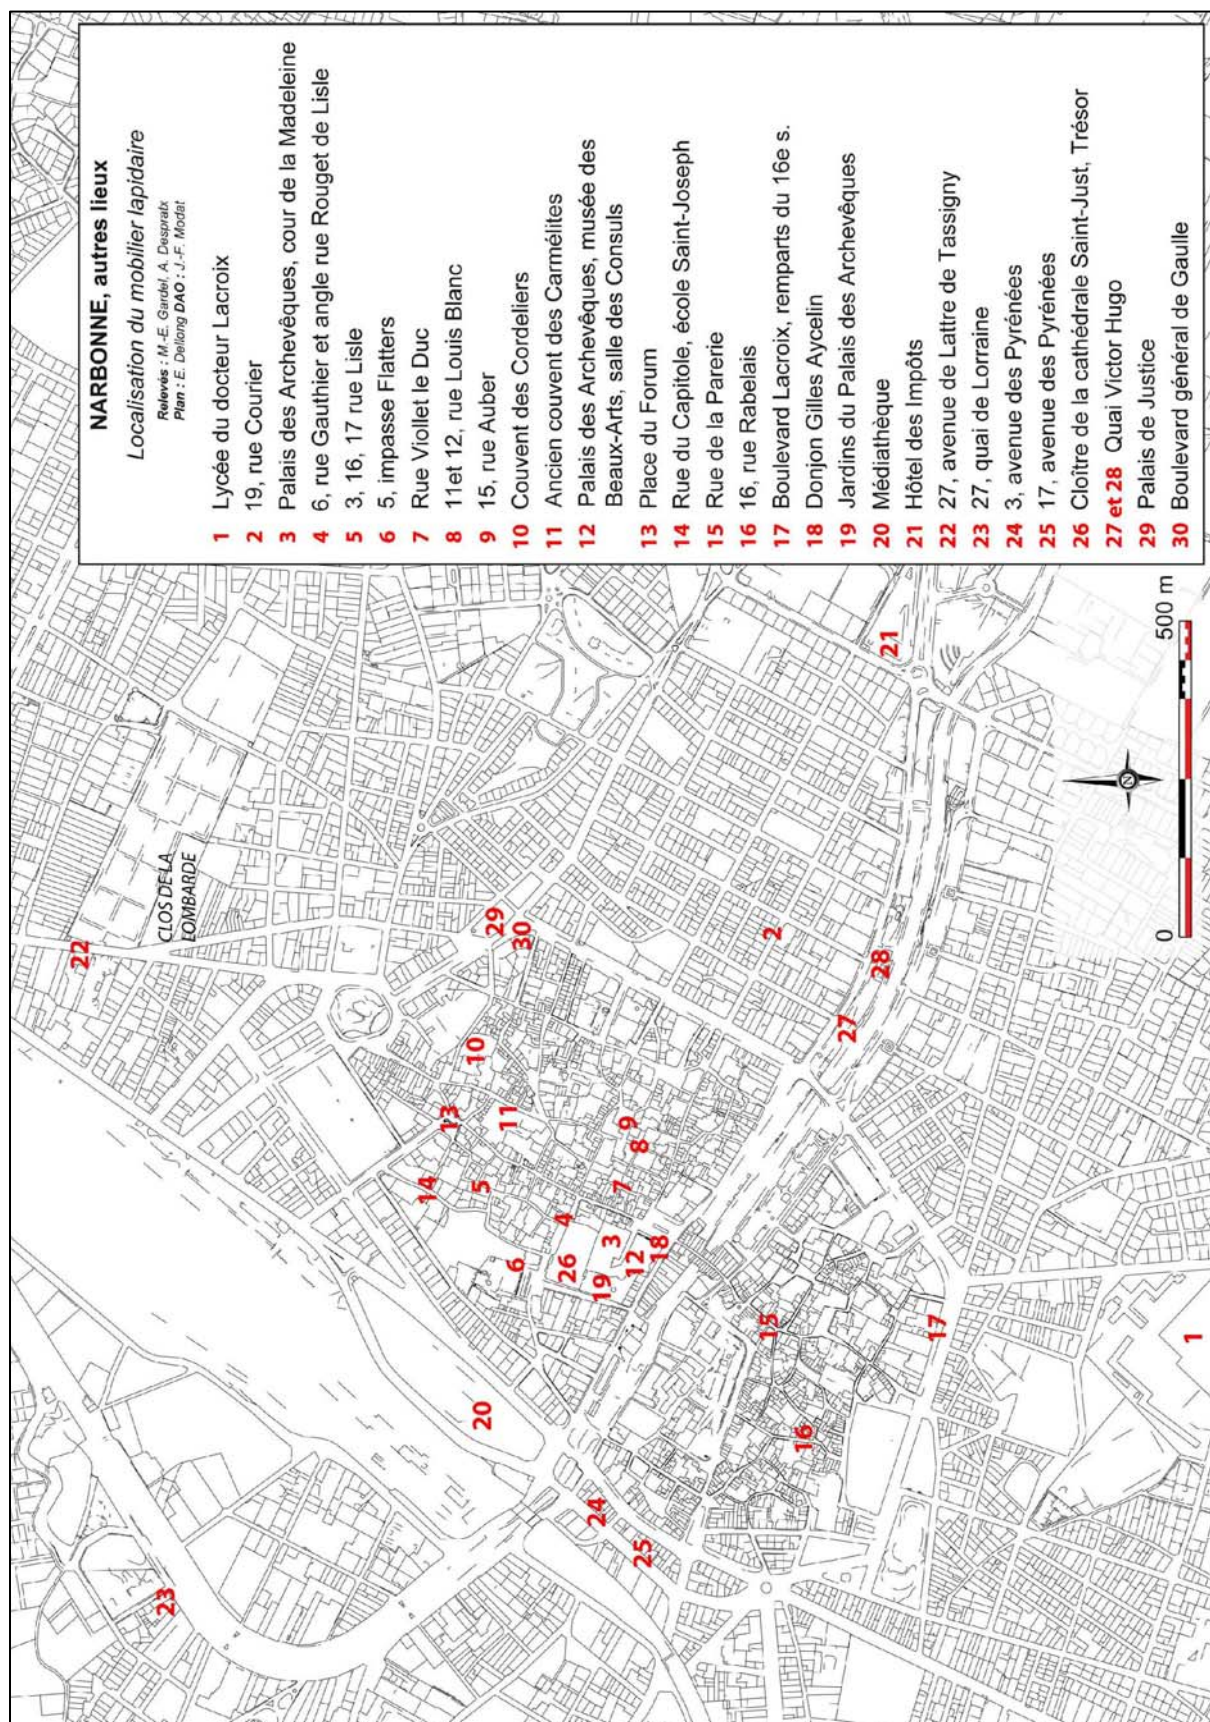 NARBONNE, autres lieux
Localisation du mobilier lapidaire
Relevés : M.-E. Gardel, A. Despratx
Plan : E. Dellong DAO : J.-F. Modat
1 Lycée du docteur Lacroix
2 19, rue Courier
3 Palais des Archevêques, cour de la Madeleine
4 6, rue Gauthier et angle rue Rouget de Lisle
5 3, 16, 17 rue Lisle
6 5, impasse Flatters
7 Rue Viollet le Duc
8 11et 12, rue Louis Blanc
9 15, rue Auber
10 Couvent des Cordeliers
11 Ancien couvent des Carmélites
12 Palais des Archevêques, musée des
Beaux-Arts, salle des Consuls
13 Place du Forum
14 Rue du Capitole, école Saint-Joseph
15 Rue de la Parerie
16 16, rue Rabelais
17 Boulevard Lacroix, remparts du 16e s.
18 Donjon Gilles Aycelin
19 Jardins du Palais des Archevêques
20 Médiathèque
21 Hôtel des Impôts
22 27, avenue de Lattre de Tassigny
23 27, quai de Lorraine
24 3, avenue des Pyrénées
25 17, avenue des Pyrénées
26 Cloître de la cathédrale Saint-Just, Trésor
27 et 28 Quai Victor Hugo
29 Palais de Justice
30 Boulevard général de Gaulle
CLOS DE LA
LOMBARDE
22
23
29
30
10
13
11
14
5
6
4
26
9
8
7
3
12
19
18
20
24
25
2
28
27
21
15
16
17
1
N
0
500 m